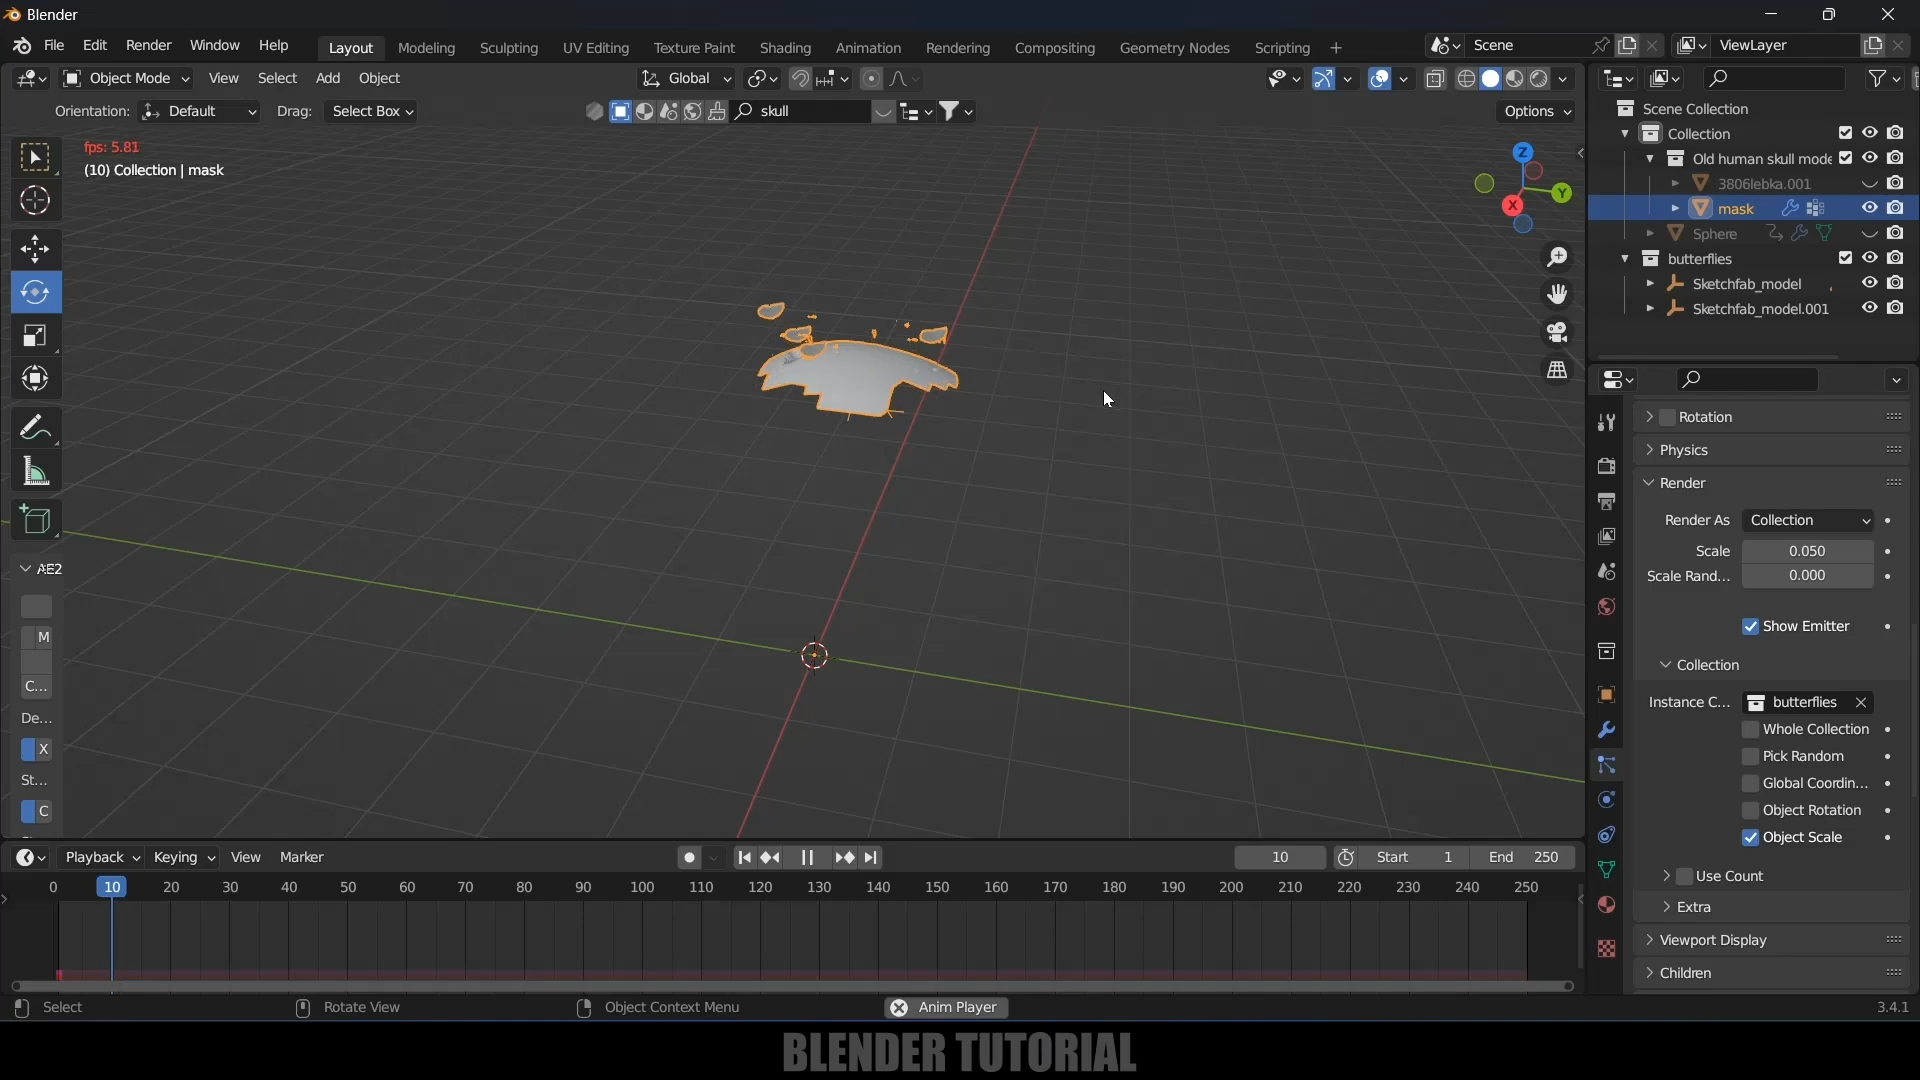 Blender
File Edit Render Window Help Layout Modeling Sculpting UV Editing Texture Paint Shading Animation Rendering Compositing Geometry Nodes Scripting + Scene ViewLayer
Object Mode View Select Add Object Global
Orientation: Default Drag: Select Box skull Options
fps: 5.81
(10) Collection | mask
Z
Y
X
Scene Collection
Collection
Old human skull mode
3806lebka.001
mask
Sphere
butterflies
Sketchfab_model
Sketchfab_model.001
Rotation
Physics
Render
Render As Collection
Scale 0.050
Scale Rand... 0.000
Show Emitter
Collection
Instance C... butterflies
Whole Collection
Pick Random
Global Coordin...
Object Rotation
Object Scale
Use Count
Extra
Viewport Display
Children
M
C...
De...
X
St...
C
Playback Keying View Marker 10 Start 1 End 250
0 10 20 30 40 50 60 70 80 90 100 110 120 130 140 150 160 170 180 190 200 210 220 230 240 250
Select Rotate View Object Context Menu Anim Player 3.4.1
BLENDER TUTORIAL